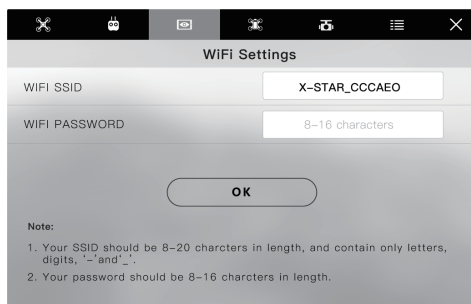 WiFi Settings
WIFI SSID
X-STAR_CCCAEO
WIFI PASSWORD
8-16 characters
OK
Note:
1. Your SSID should be 8-20 charcters in length, and contain only letters,
digits, ‘-’and‘_’.
2. Your password should be 8-16 charcters in length.